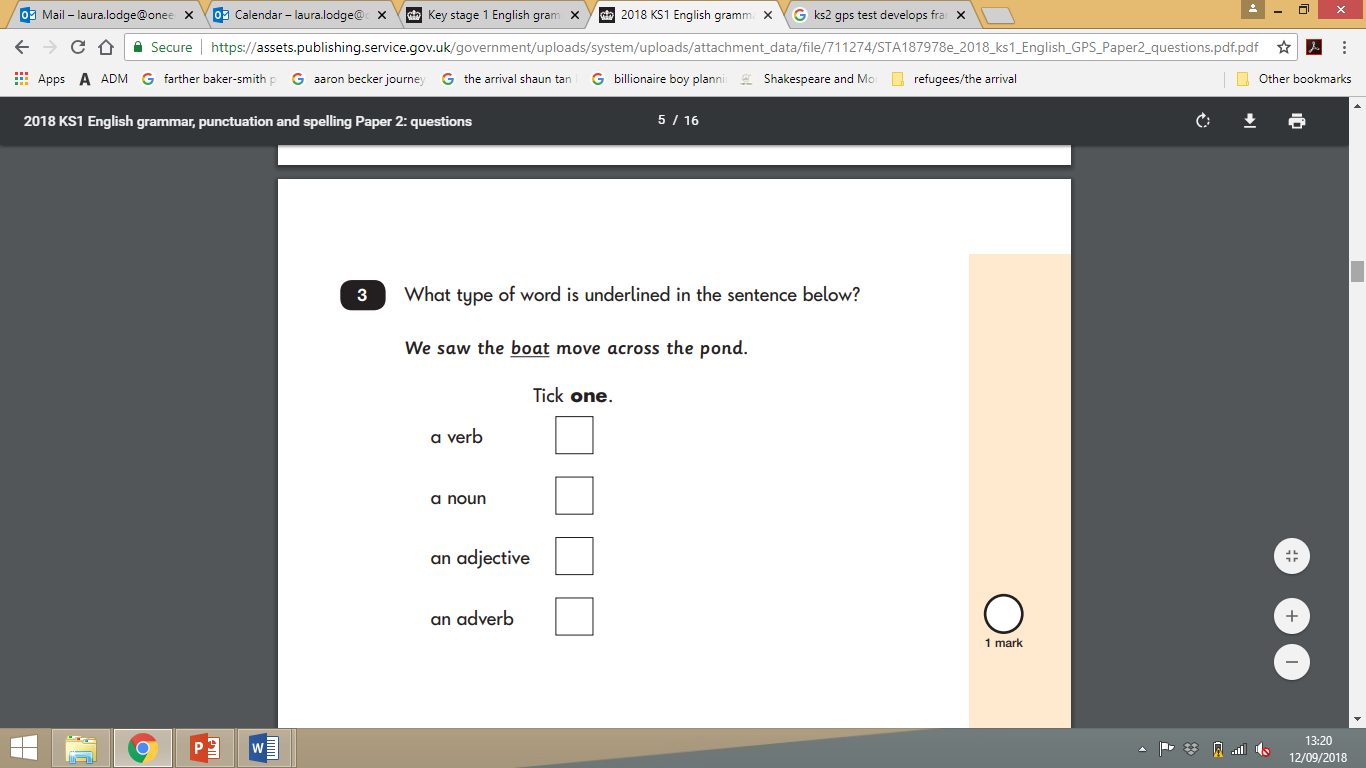 Mail – laura.lodge@onee
Calendar – laura.lodge@
Key stage 1 English gram
2018 KS1 English gramma
ks2 gps test develops fra
Secure
https://assets.publishing.service.gov.uk/government/uploads/system/uploads/attachment_data/file/711274/STA187978e_2018_ks1_English_GPS_Paper2_questions.pdf.pdf
Apps ADM farther baker-smith p aaron becker journey the arrival shaun tan billionaire boy planni Shakespeare and Mo refugees/the arrival Other bookmarks
2018 KS1 English grammar, punctuation and spelling Paper 2: questions 5 / 16
3 What type of word is underlined in the sentence below?
We saw the boat move across the pond.
Tick one.
a verb
a noun
an adjective
an adverb
1 mark
13:20
12/09/2018